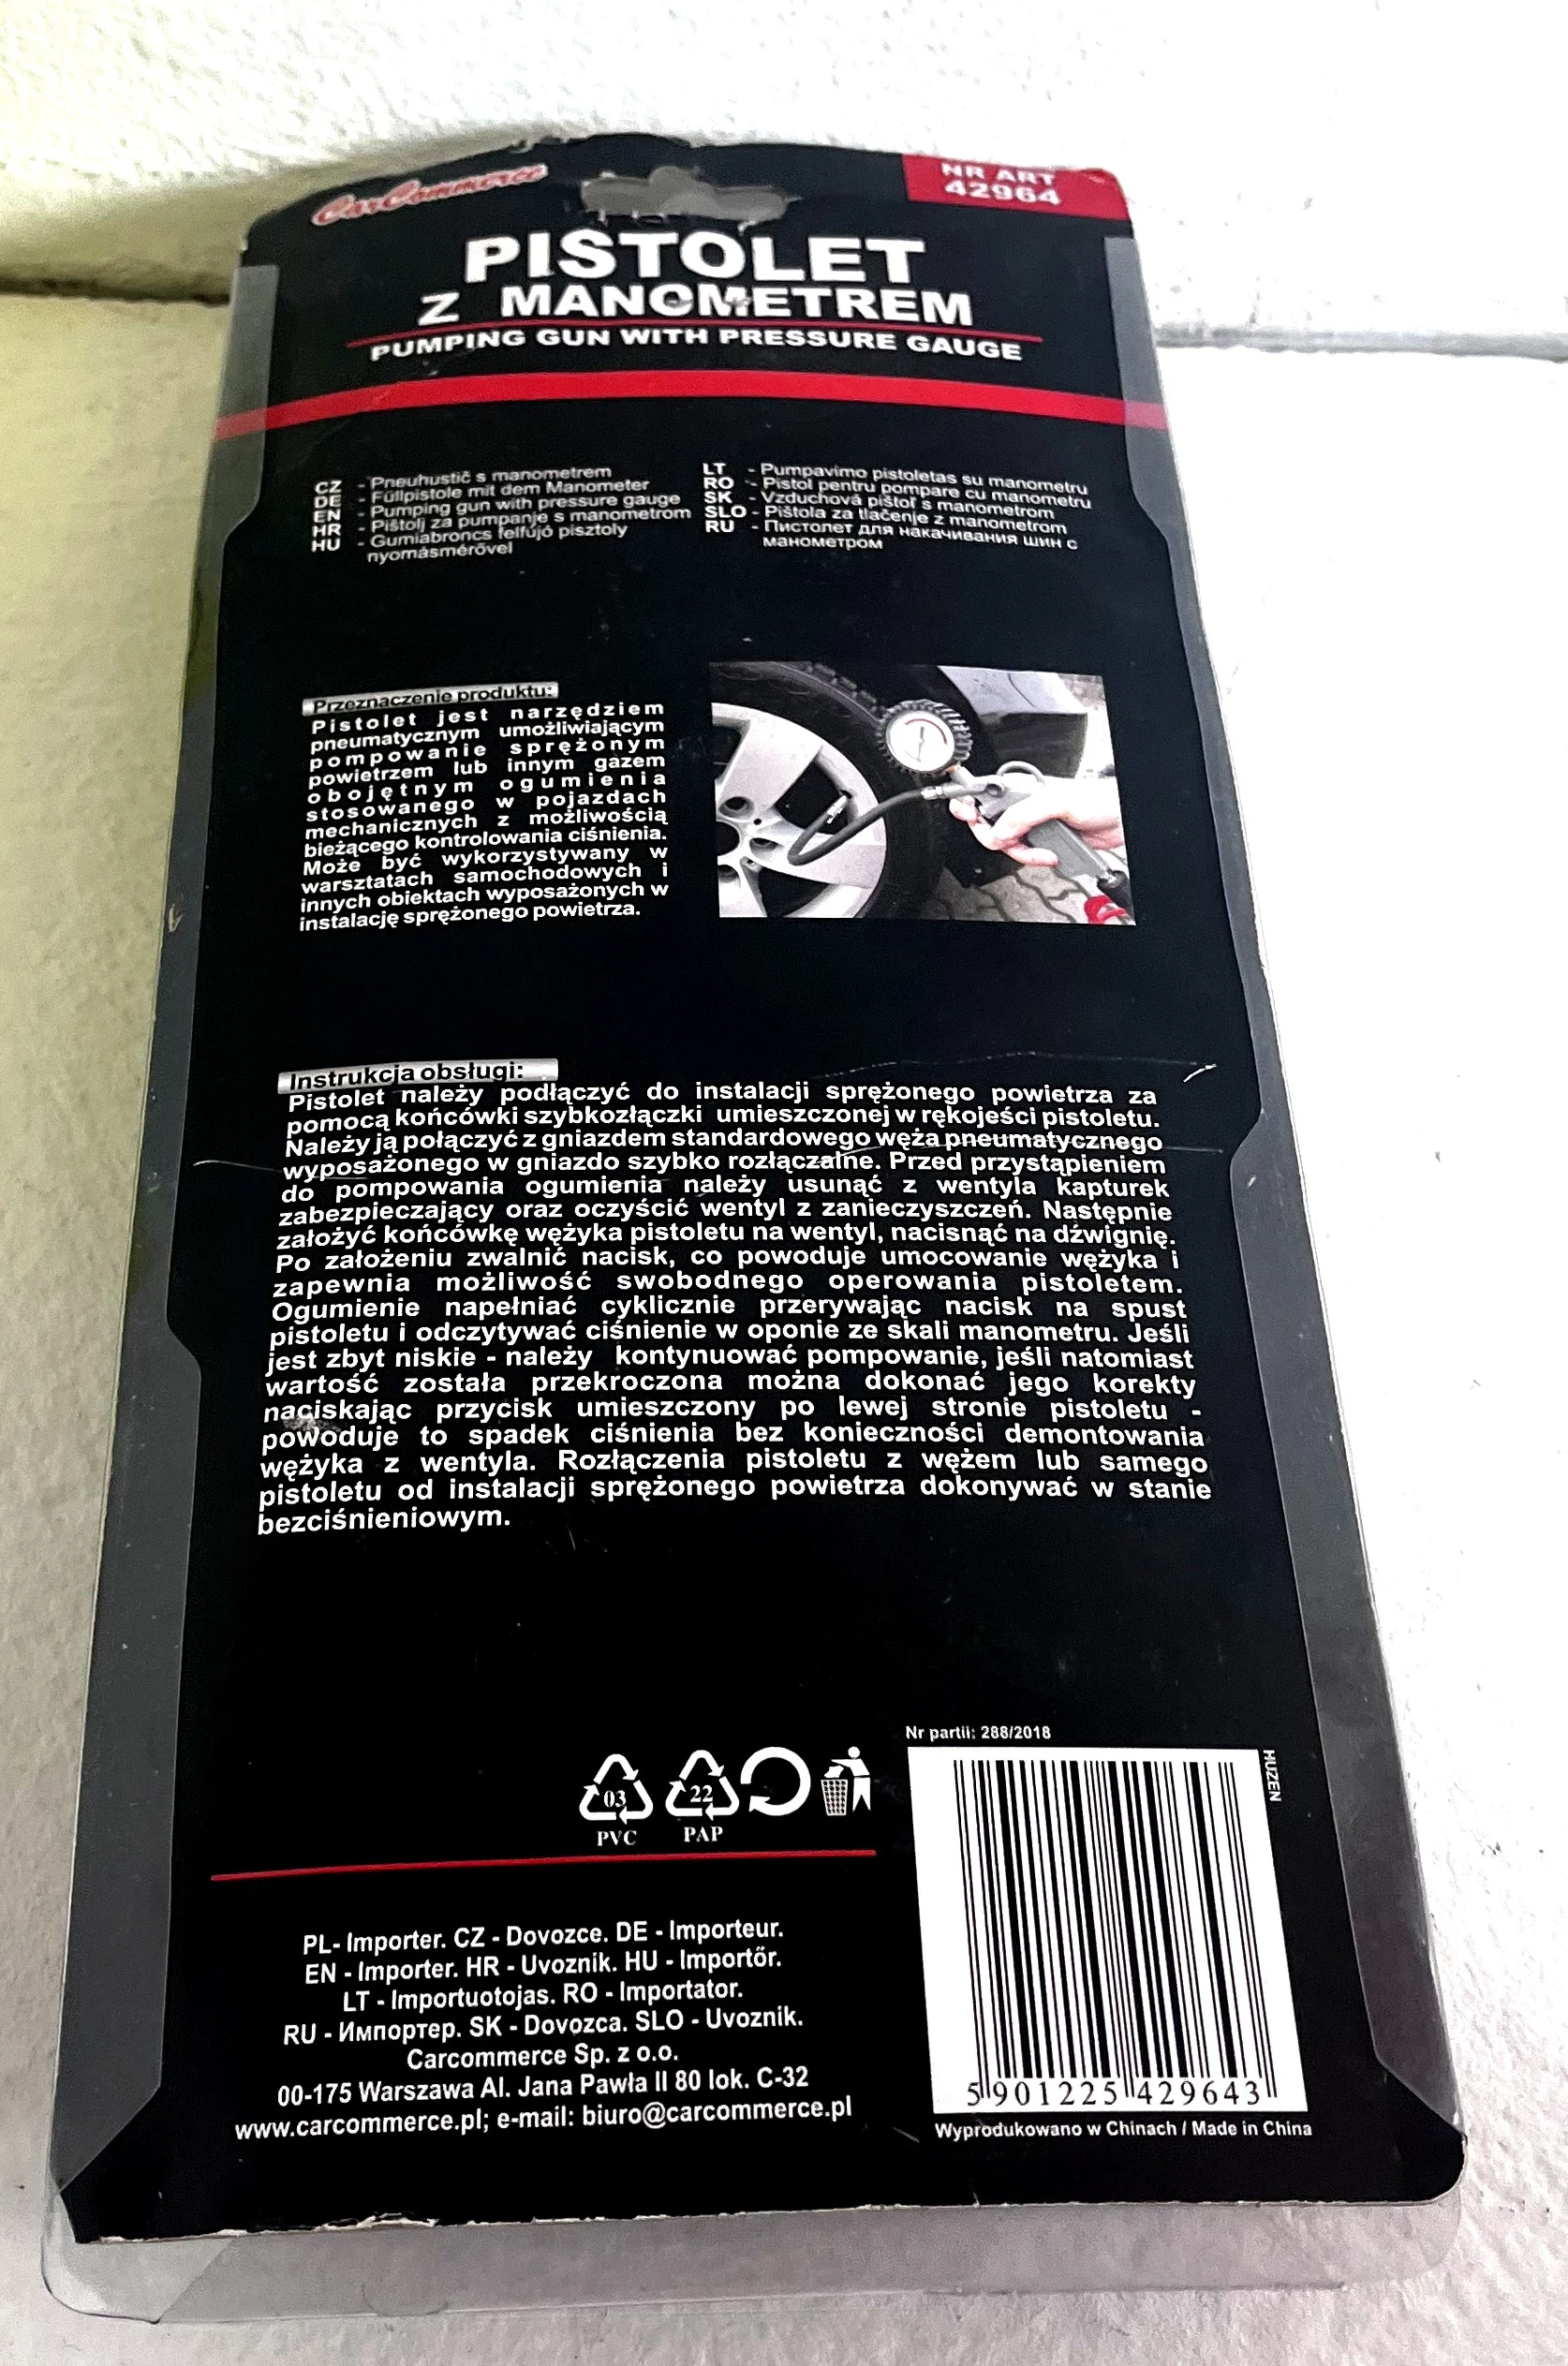 CarCommerce
NR ART
42964
PISTOLET
Z MANOMETREM
PUMPING GUN WITH PRESSURE GAUGE
CZ - Pneuhustič s manometrem
DE - Füllpistole mit dem Manometer
EN - Pumping gun with pressure gauge
HR - Pištolj za pumpanje s manometrom
HU - Gumiabroncs felfújó pisztoly
nyomásmérővel
LT - Pumpavimo pistoletas su manometru
RO - Pistol pentru pompare cu manometru
SK - Vzduchová pištoľ s manometrom
SLO - Pištola za tlačenje z manometrom
RU - Пистолет для накачивания шин с
манометром
Przeznaczenie produktu:
Pistolet jest narzędziem
pneumatycznym umożliwiającym
pompowanie sprężonym
powietrzem lub innym gazem
obojętnym ogumienia
stosowanego w pojazdach
mechanicznych z możliwością
bieżącego kontrolowania ciśnienia.
Może być wykorzystywany w
warsztatach samochodowych i
innych obiektach wyposażonych w
instalację sprężonego powietrza.
Instrukcja obsługi:
Pistolet należy podłączyć do instalacji sprężonego powietrza za
pomocą końcówki szybkozłączki umieszczonej w rękojeści pistoletu.
Należy ją połączyć z gniazdem standardowego węża pneumatycznego
wyposażonego w gniazdo szybko rozłączalne. Przed przystąpieniem
do pompowania ogumienia należy usunąć z wentyla kapturek
zabezpieczający oraz oczyścić wentyl z zanieczyszczeń. Następnie
założyć końcówkę wężyka pistoletu na wentyl, nacisnąć na dźwignię.
Po założeniu zwalnić nacisk, co powoduje umocowanie wężyka i
zapewnia możliwość swobodnego operowania pistoletem.
Ogumienie napełniać cyklicznie przerywając nacisk na spust
pistoletu i odczytywać ciśnienie w oponie ze skali manometru. Jeśli
jest zbyt niskie - należy kontynuować pompowanie, jeśli natomiast
wartość została przekroczona można dokonać jego korekty
naciskając przycisk umieszczony po lewej stronie pistoletu -
powoduje to spadek ciśnienia bez konieczności demontowania
wężyka z wentyla. Rozłączenia pistoletu z wężem lub samego
pistoletu od instalacji sprężonego powietrza dokonywać w stanie
bezciśnieniowym.
Nr partii: 288/2018
HUZEN
03
PVC
22
PAP
PL- Importer. CZ - Dovozce. DE - Importeur.
EN - Importer. HR - Uvoznik. HU - Importőr.
LT - Importuotojas. RO - Importator.
RU - Импортер. SK - Dovozca. SLO - Uvoznik.
Carcommerce Sp. z o.o.
00-175 Warszawa Al. Jana Pawła II 80 lok. C-32
www.carcommerce.pl; e-mail: biuro@carcommerce.pl
5 901225 429643
Wyprodukowano w Chinach / Made in China